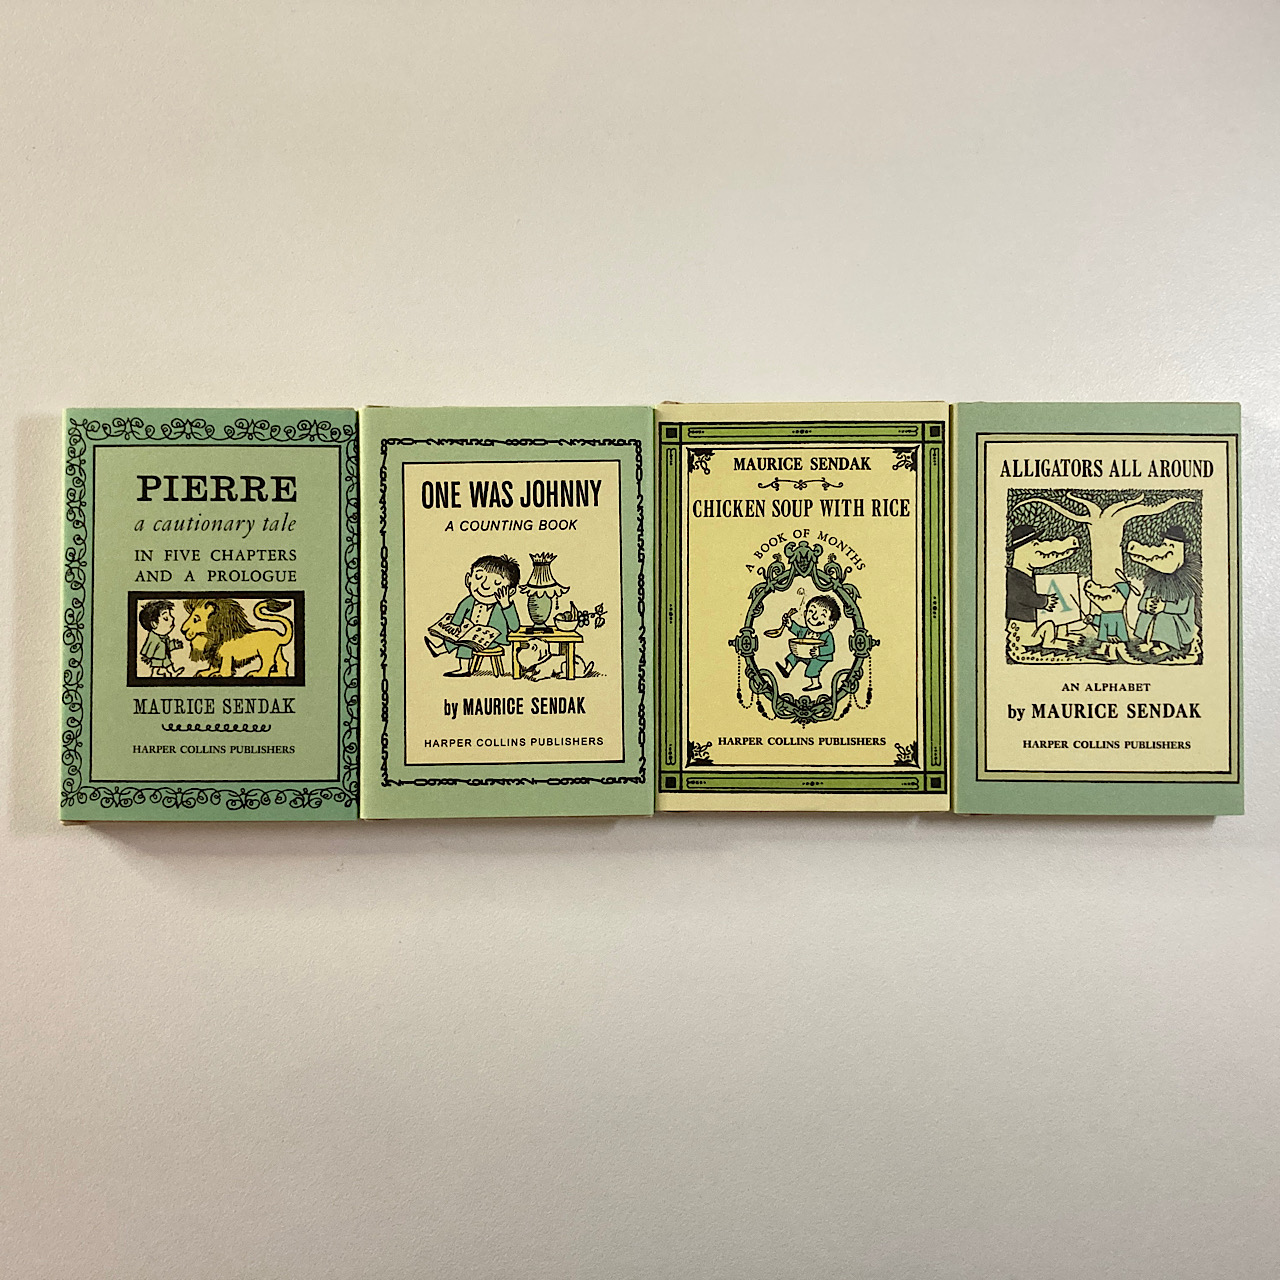 PIERRE
a cautionary tale
IN FIVE CHAPTERS
AND A PROLOGUE
MAURICE SENDAK
HARPER COLLINS PUBLISHERS
ONE WAS JOHNNY
A COUNTING BOOK
by MAURICE SENDAK
HARPER COLLINS PUBLISHERS
MAURICE SENDAK
CHICKEN SOUP WITH RICE
A BOOK OF MONTHS
HARPER COLLINS PUBLISHERS
ALLIGATORS ALL AROUND
A
AN ALPHABET
by MAURICE SENDAK
HARPER COLLINS PUBLISHERS